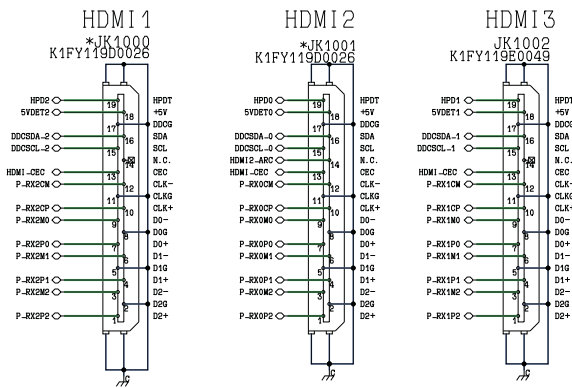 HDMI1
*JK1000
K1FY119D0026
HPD2 19 HPDT
5VDET2 18 +5V
17 DDCG
DDCSDA-2 16 SDA
DDCSCL-2 15 SCL
14 N.C.
HDMI-CEC 13 CEC
P-RX2CM 12 CLK-
11 CLKG
P-RX2CP 10 CLK+
P-RX2M0 9 D0-
8 D0G
P-RX2P0 7 D0+
P-RX2M1 6 D1-
5 D1G
P-RX2P1 4 D1+
P-RX2M2 3 D2-
2 D2G
P-RX2P2 1 D2+
C
HDMI2
*JK1001
K1FY119D0026
HPD0 19 HPDT
5VDET0 18 +5V
17 DDCG
DDCSDA-0 16 SDA
DDCSCL-0 15 SCL
HDMI2-ARC 14 N.C.
HDMI-CEC 13 CEC
P-RX0CM 12 CLK-
11 CLKG
P-RX0CP 10 CLK+
P-RX0M0 9 D0-
8 D0G
P-RX0P0 7 D0+
P-RX0M1 6 D1-
5 D1G
P-RX0P1 4 D1+
P-RX0M2 3 D2-
2 D2G
P-RX0P2 1 D2+
C
HDMI3
JK1002
K1FY119E0049
HPD1 19 HPDT
5VDET1 18 +5V
17 DDCG
DDCSDA-1 16 SDA
DDCSCL-1 15 SCL
14 N.C.
HDMI-CEC 13 CEC
P-RX1CM 12 CLK-
11 CLKG
P-RX1CP 10 CLK+
P-RX1M0 9 D0-
8 D0G
P-RX1P0 7 D0+
P-RX1M1 6 D1-
5 D1G
P-RX1P1 4 D1+
P-RX1M2 3 D2-
2 D2G
P-RX1P2 1 D2+
C